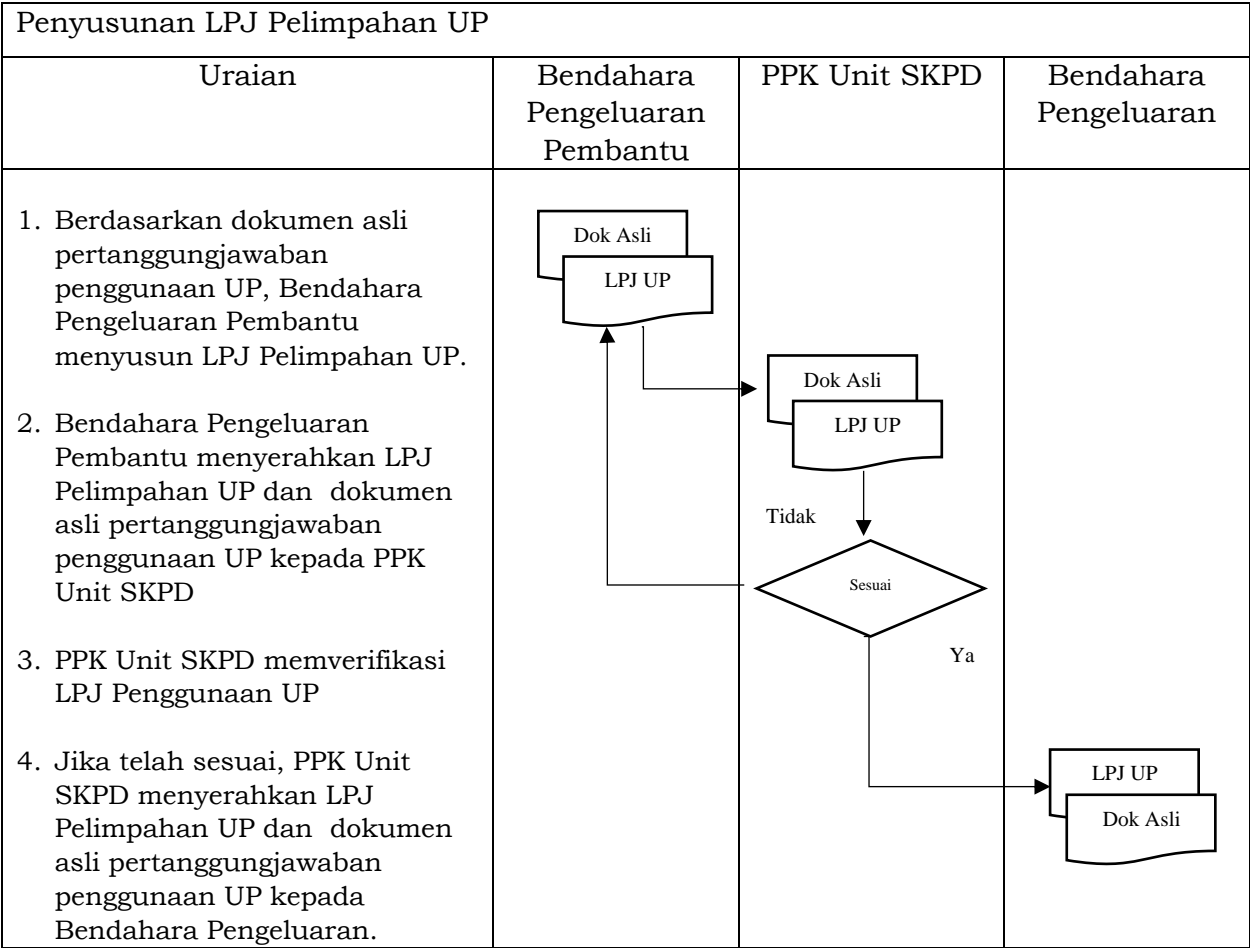 Penyusunan LPJ Pelimpahan UP
Uraian
Bendahara
Pengeluaran
Pembantu
PPK Unit SKPD
Bendahara
Pengeluaran
1. Berdasarkan dokumen asli
pertanggungjawaban
penggunaan UP, Bendahara
Pengeluaran Pembantu
menyusun LPJ Pelimpahan UP.
2. Bendahara Pengeluaran
Pembantu menyerahkan LPJ
Pelimpahan UP dan dokumen
asli pertanggungjawaban
penggunaan UP kepada PPK
Unit SKPD
3. PPK Unit SKPD memverifikasi
LPJ Penggunaan UP
4. Jika telah sesuai, PPK Unit
SKPD menyerahkan LPJ
Pelimpahan UP dan dokumen
asli pertanggungjawaban
penggunaan UP kepada
Bendahara Pengeluaran.
Dok Asli
LPJ UP
Dok Asli
LPJ UP
Tidak
Sesuai
Ya
LPJ UP
Dok Asli